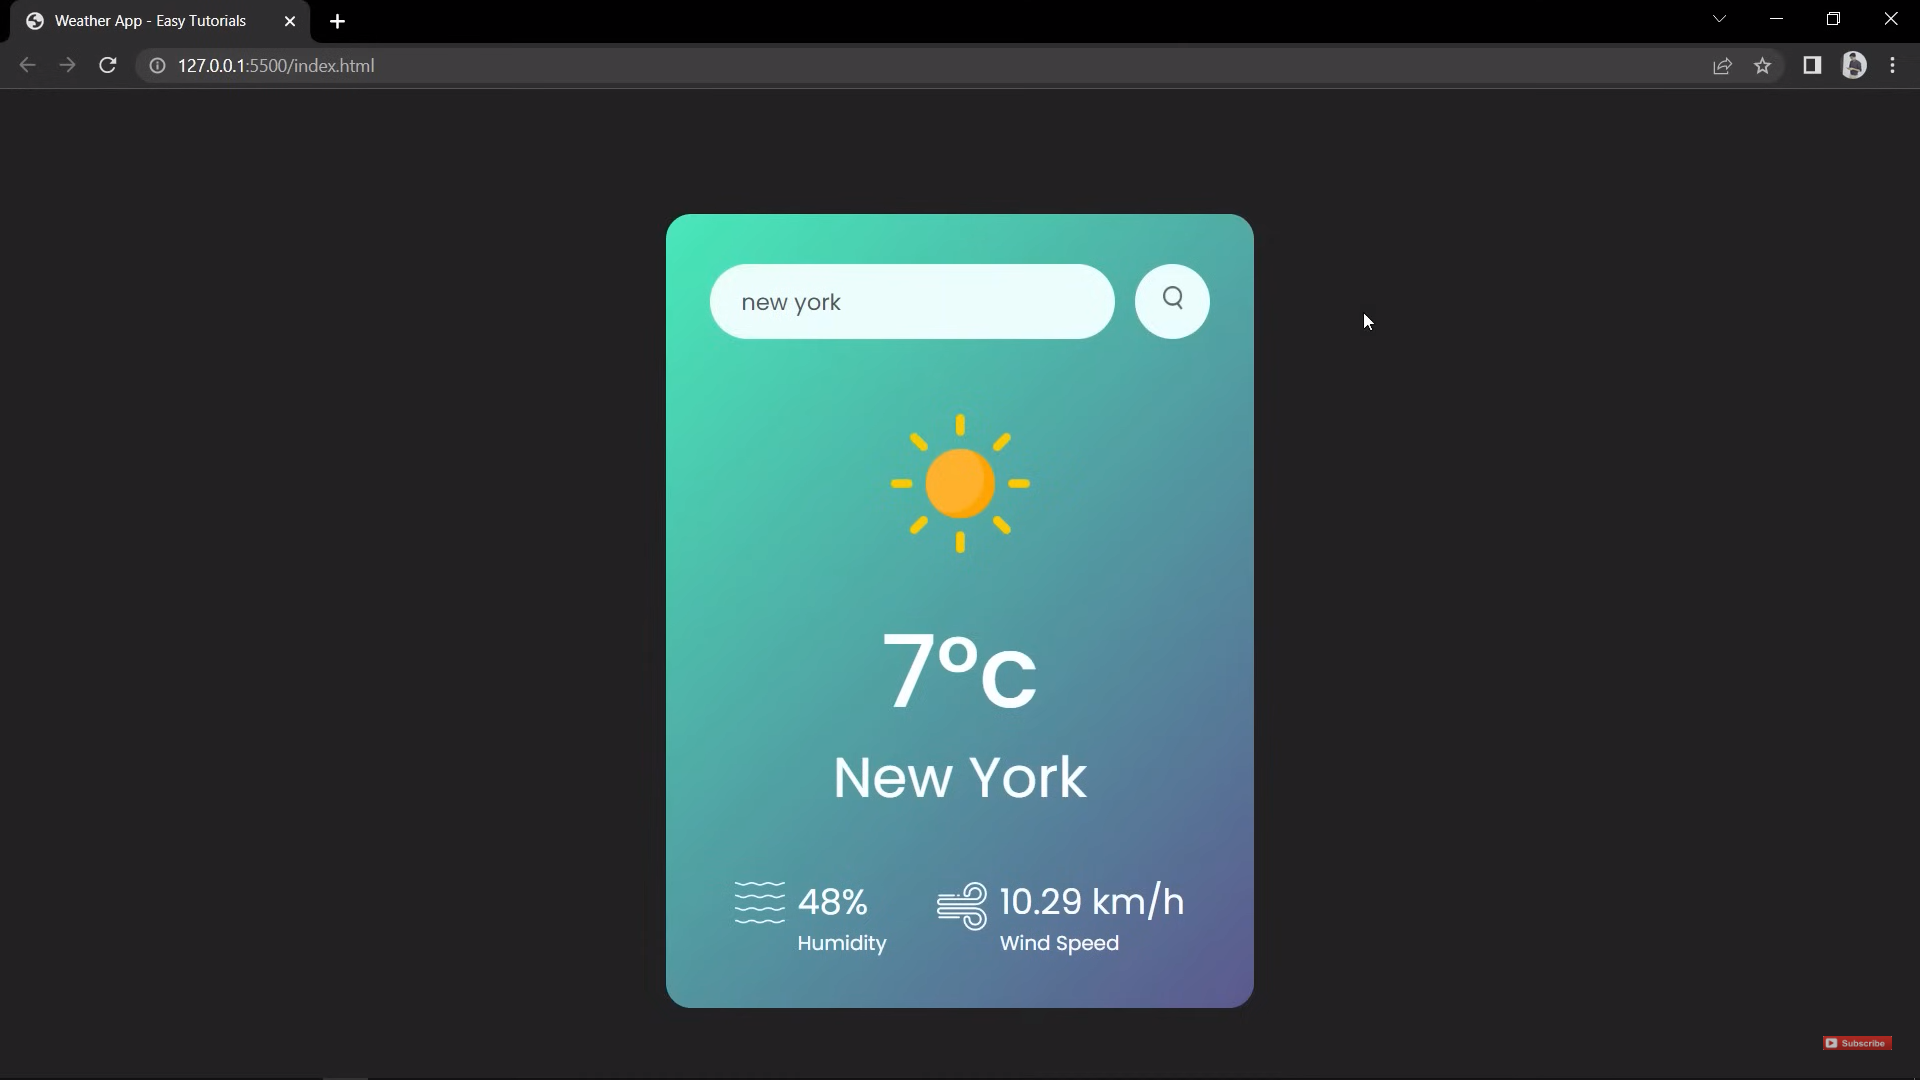 Weather App - Easy Tutorials
127.0.0.1:5500/index.html
new york
7°c
New York
48%
Humidity
10.29 km/h
Wind Speed
Subscribe